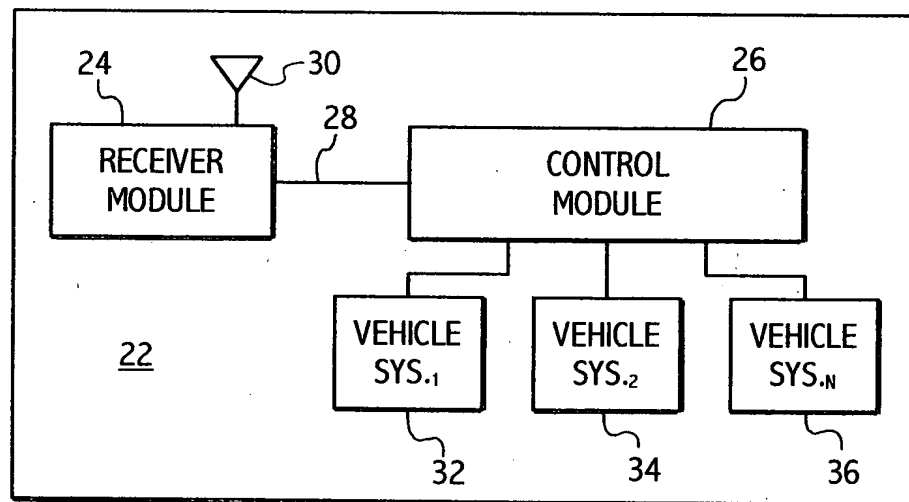 24
30
26
28
RECEIVER
MODULE
CONTROL
MODULE
22
VEHICLE
SYS.1
VEHICLE
SYS.2
VEHICLE
SYS.N
32
34
36